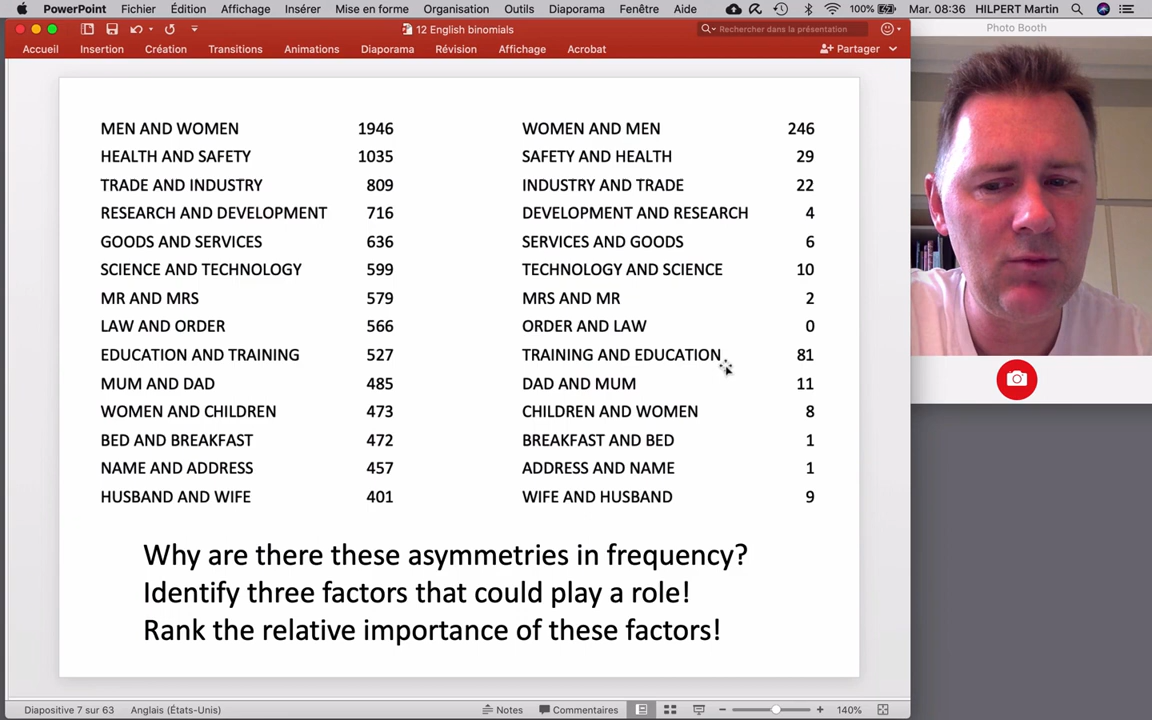 PowerPoint Fichier Édition Affichage Insérer Mise en forme Organisation Outils Diaporama Fenêtre Aide 100% Mar. 08:36 HILPERT Martin
12 English binomials
Rechercher dans la présentation
Accueil Insertion Création Transitions Animations Diaporama Révision Affichage Acrobat Partager
Photo Booth
MEN AND WOMEN 1946 WOMEN AND MEN 246
HEALTH AND SAFETY 1035 SAFETY AND HEALTH 29
TRADE AND INDUSTRY 809 INDUSTRY AND TRADE 22
RESEARCH AND DEVELOPMENT 716 DEVELOPMENT AND RESEARCH 4
GOODS AND SERVICES 636 SERVICES AND GOODS 6
SCIENCE AND TECHNOLOGY 599 TECHNOLOGY AND SCIENCE 10
MR AND MRS 579 MRS AND MR 2
LAW AND ORDER 566 ORDER AND LAW 0
EDUCATION AND TRAINING 527 TRAINING AND EDUCATION 81
MUM AND DAD 485 DAD AND MUM 11
WOMEN AND CHILDREN 473 CHILDREN AND WOMEN 8
BED AND BREAKFAST 472 BREAKFAST AND BED 1
NAME AND ADDRESS 457 ADDRESS AND NAME 1
HUSBAND AND WIFE 401 WIFE AND HUSBAND 9
Why are there these asymmetries in frequency?
Identify three factors that could play a role!
Rank the relative importance of these factors!
Diapositive 7 sur 63 Anglais (États-Unis) Notes Commentaires 140%